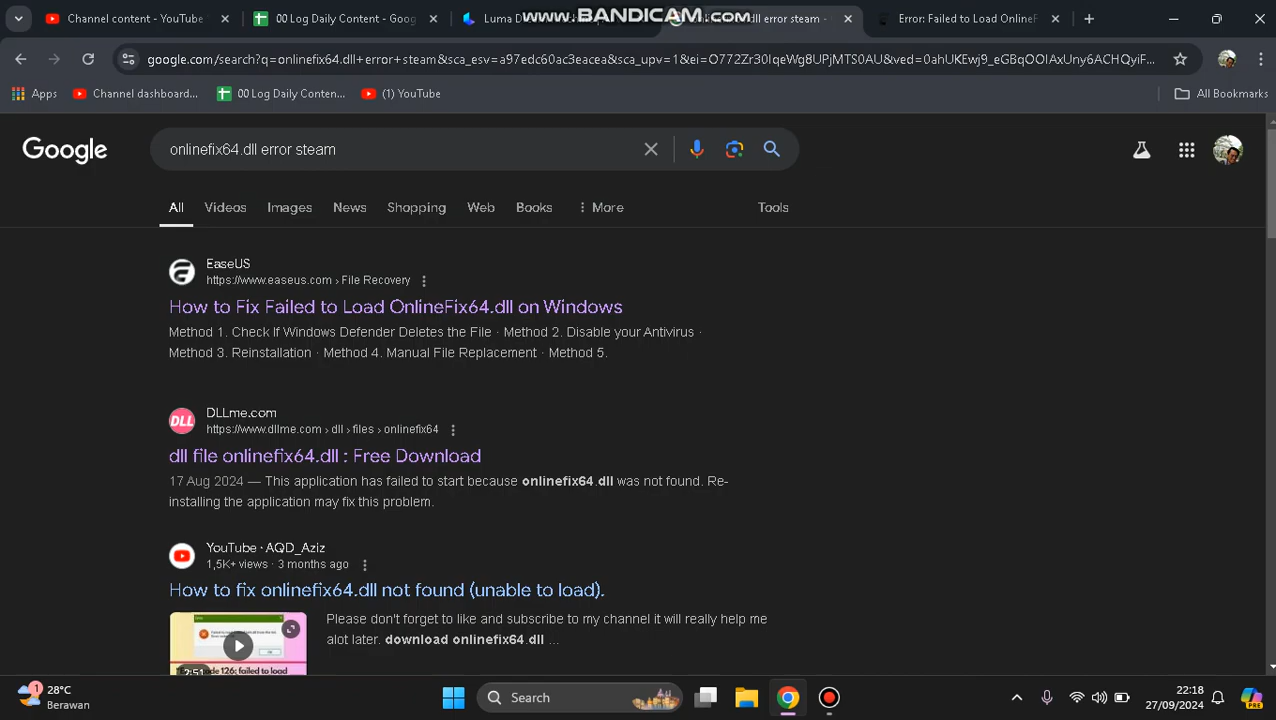 www.BANDICAM.com
Channel content - YouTube
00 Log Daily Content - Goog
Luna D
dll error steam -
Error: Failed to Load OnlineF
google.com/search?q=onlinefix64.dll+error+steam&sca_esv=a97edc60ac3eacea&sca_upv=1&ei=O772Zr30IqeWg8UPjMTS0AU&ved=0ahUKEwj9_eGBqOOIAxUny6ACHQyiF...
Apps
Channel dashboard...
00 Log Daily Conten...
(1) YouTube
All Bookmarks
Google
onlinefix64.dll error steam
All
Videos
Images
News
Shopping
Web
Books
More
Tools
EaseUS
https://www.easeus.com › File Recovery
How to Fix Failed to Load OnlineFix64.dll on Windows
Method 1. Check If Windows Defender Deletes the File · Method 2. Disable your Antivirus ·
Method 3. Reinstallation · Method 4. Manual File Replacement · Method 5.
DLL
DLLme.com
https://www.dllme.com › dll › files › onlinefix64
dll file onlinefix64.dll : Free Download
17 Aug 2024 — This application has failed to start because onlinefix64.dll was not found. Re-
installing the application may fix this problem.
YouTube · AQD_Aziz
1,5K+ views · 3 months ago
How to fix onlinefix64.dll not found (unable to load).
Please don't forget to like and subscribe to my channel it will really help me
alot later. download onlinefix64.dll ...
2:51
code 126: failed to load
1
28°C
Berawan
Search
22:18
27/09/2024
PRE